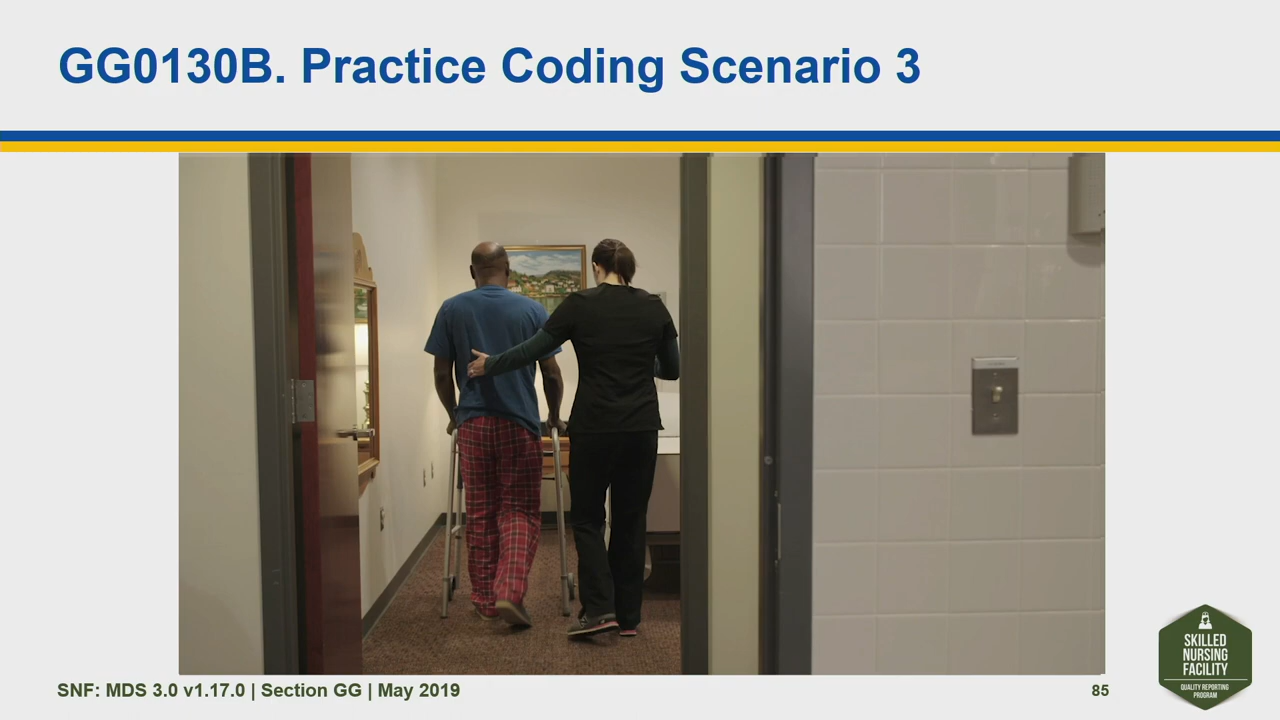 GG0130B. Practice Coding Scenario 3
SNF: MDS 3.0 v1.17.0 | Section GG | May 2019
85
SKILLED
NURSING
FACILITY
QUALITY REPORTING
PROGRAM